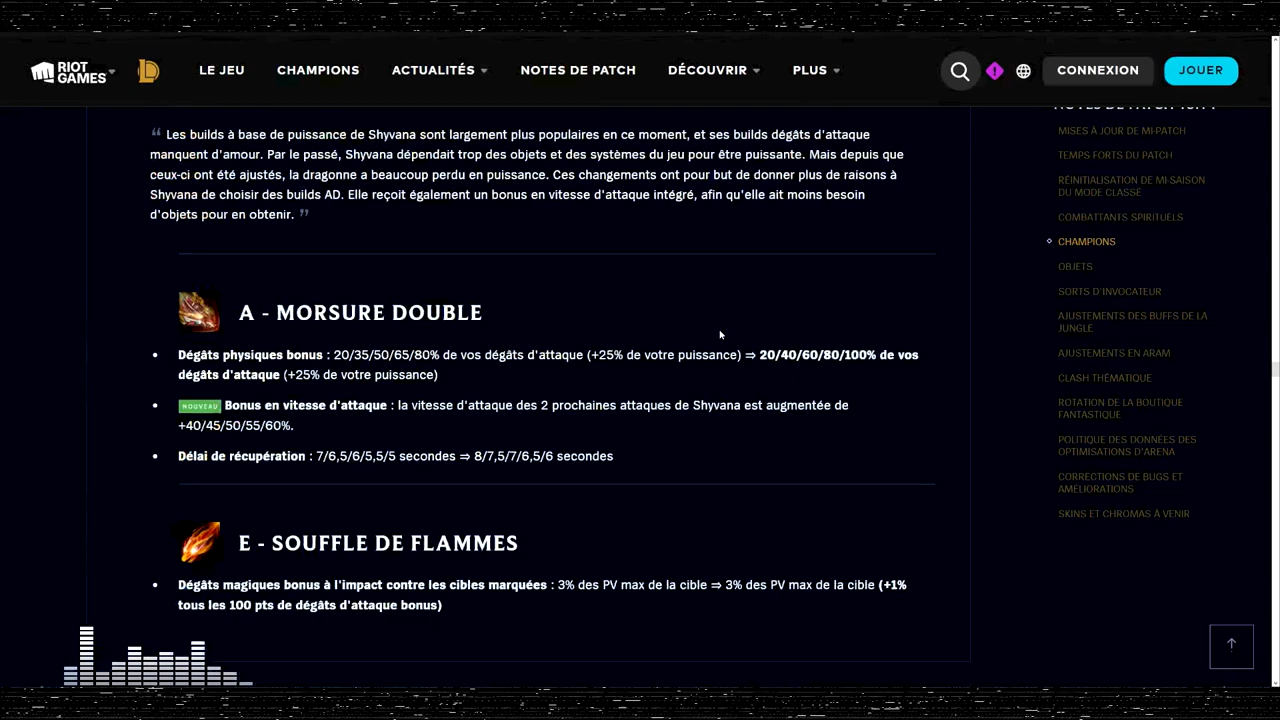 RIOT GAMES
LE JEU
CHAMPIONS
ACTUALITÉS
NOTES DE PATCH
DÉCOUVRIR
PLUS
CONNEXION
JOUER
“ Les builds à base de puissance de Shyvana sont largement plus populaires en ce moment, et ses builds dégâts d'attaque
manquent d'amour. Par le passé, Shyvana dépendait trop des objets et des systèmes du jeu pour être puissante. Mais depuis que
ceux-ci ont été ajustés, la dragonne a beaucoup perdu en puissance. Ces changements ont pour but de donner plus de raisons à
Shyvana de choisir des builds AD. Elle reçoit également un bonus en vitesse d'attaque intégré, afin qu'elle ait moins besoin
d'objets pour en obtenir. ”
A - MORSURE DOUBLE
• Dégâts physiques bonus : 20/35/50/65/80% de vos dégâts d'attaque (+25% de votre puissance) ⇒ 20/40/60/80/100% de vos
dégâts d'attaque (+25% de votre puissance)
• NOUVEAU Bonus en vitesse d'attaque : la vitesse d'attaque des 2 prochaines attaques de Shyvana est augmentée de
+40/45/50/55/60%.
• Délai de récupération : 7/6,5/6/5,5/5 secondes ⇒ 8/7,5/7/6,5/6 secondes
E - SOUFFLE DE FLAMMES
• Dégâts magiques bonus à l'impact contre les cibles marquées : 3% des PV max de la cible ⇒ 3% des PV max de la cible (+1%
tous les 100 pts de dégâts d'attaque bonus)
MISES À JOUR DE MI-PATCH
TEMPS FORTS DU PATCH
RÉINITIALISATION DE MI-SAISON
DU MODE CLASSÉ
COMBATTANTS SPIRITUELS
CHAMPIONS
OBJETS
SORTS D'INVOCATEUR
AJUSTEMENTS DES BUFFS DE LA
JUNGLE
AJUSTEMENTS EN ARAM
CLASH THÉMATIQUE
ROTATION DE LA BOUTIQUE
FANTASTIQUE
POLITIQUE DES DONNÉES DES
OPTIMISATIONS D'ARENA
CORRECTIONS DE BUGS ET
AMÉLIORATIONS
SKINS ET CHROMAS À VENIR